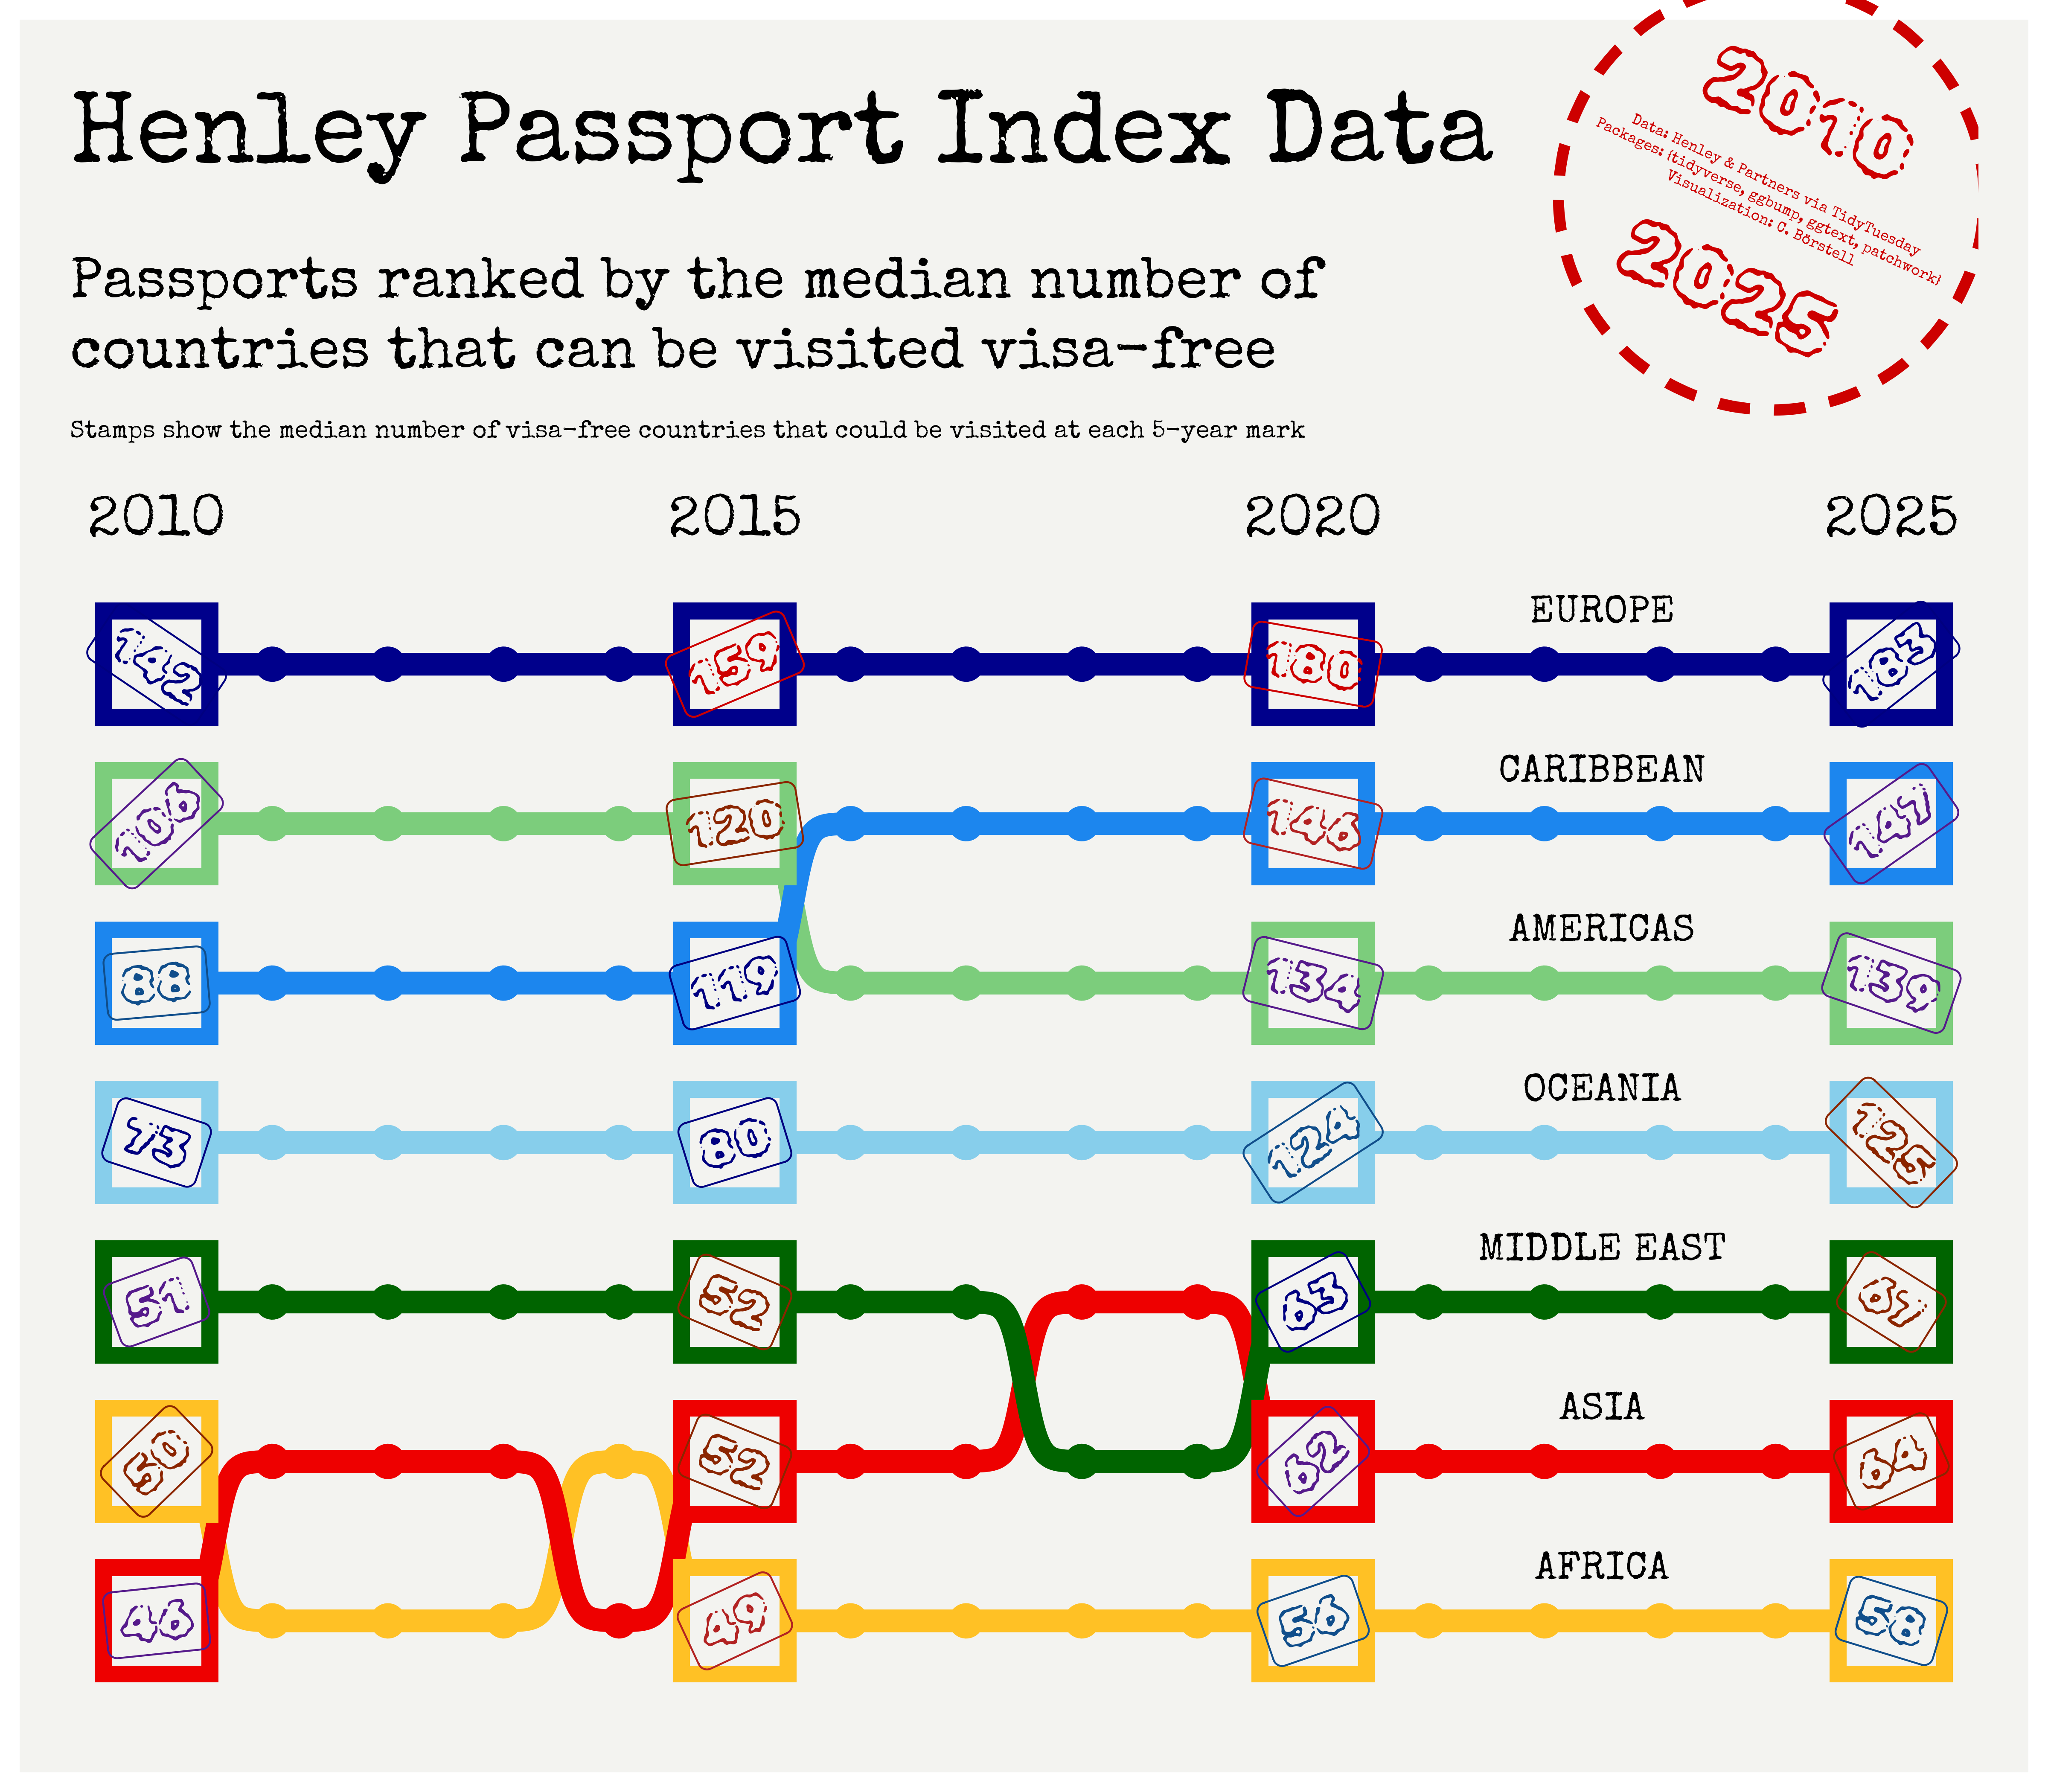 Henley Passport Index Data
2010
Data: Henley & Partners via TidyTuesday
Packages: {tidyverse, ggbump, ggtext, patchwork}
Visualization: C. Börstell
2025
Passports ranked by the median number of
countries that can be visited visa-free
Stamps show the median number of visa-free countries that could be visited at each 5-year mark
2010 2015 2020 2025
EUROPE
142 159 180 183
CARIBBEAN
106 120 146 147
AMERICAS
88 119 134 139
OCEANIA
73 80 124 125
MIDDLE EAST
51 52 63 67
ASIA
50 52 62 64
AFRICA
46 49 56 58